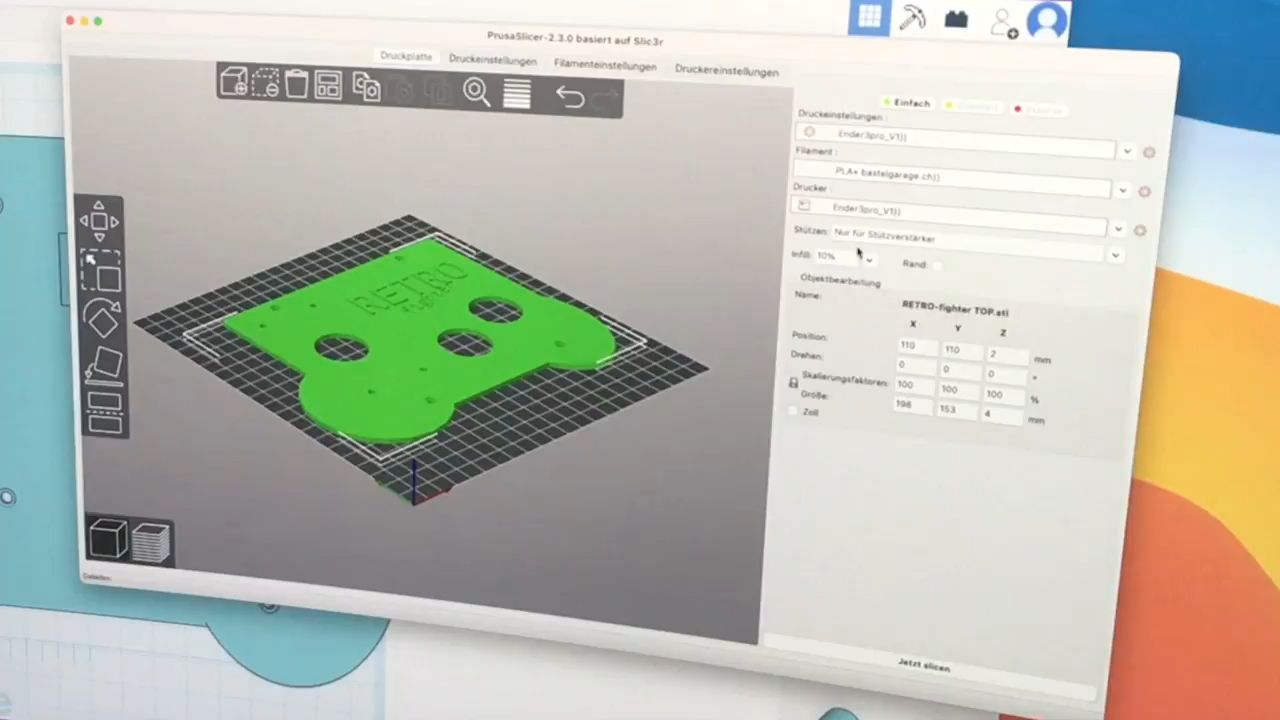 PrusaSlicer-2.3.0 basiert auf Slic3r
Druckplatte Druckeinstellungen Filamenteinstellungen Druckereinstellungen
Einfach
Druckeinstellungen :
Ender3pro_V1))
Filament :
PLA+ bastelgarage.ch))
Drucker :
Ender3pro_V1))
Stützen: Nur für Stützverstärker
Infill: 10% Rand:
Objektbearbeitung
Name: RETRO-fighter TOP.stl
X Y Z
Position: 110 110 2 mm
Drehen: 0 0 0 °
Skalierungsfaktoren: 100 100 100 %
Größe: 198 153 4 mm
Zoll
RETRO
Jetzt slicen